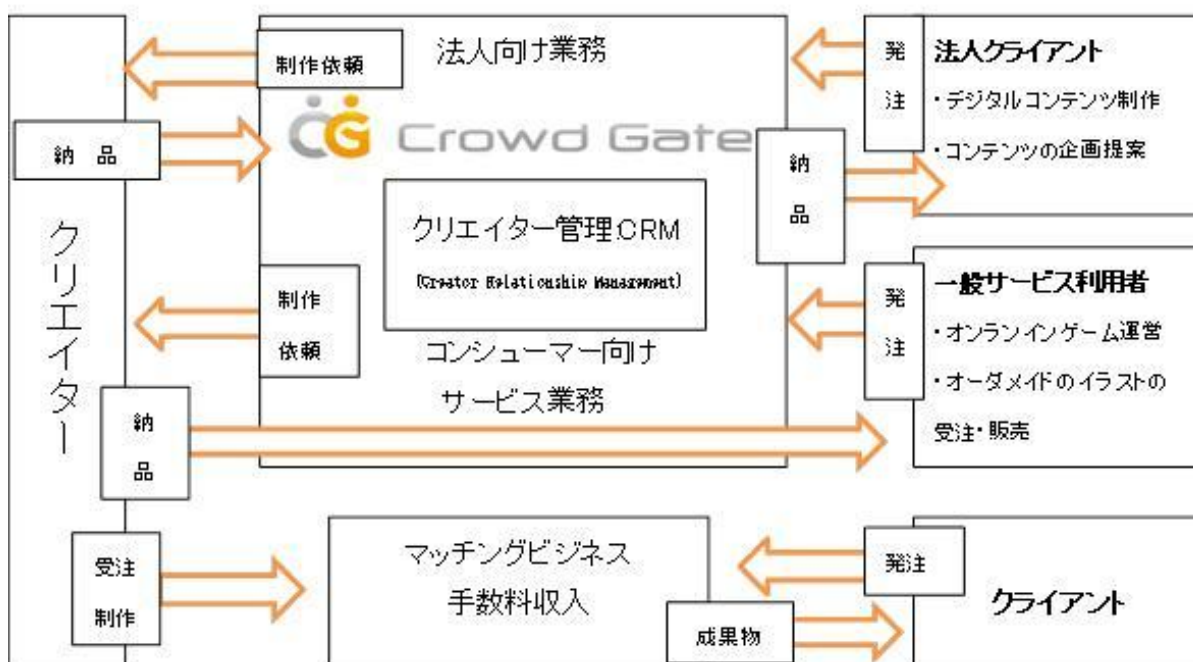 制作依頼
法人向け業務
発
注
法人クライアント
・デジタルコンテンツ制作
・コンテンツの企画提案
納 品
CG Crowd Gate
納
品
クリエイター
クリエイター管理:CRM
(Creator Relationship Management)
制作
依頼
コンシューマー向け
サービス業務
発
注
一般サービス利用者
・オンラインゲーム運営
・オーダメイドのイラストの
受注・販売
納
品
受注
制作
マッチングビジネス
手数料収入
発注
クライアント
成果物